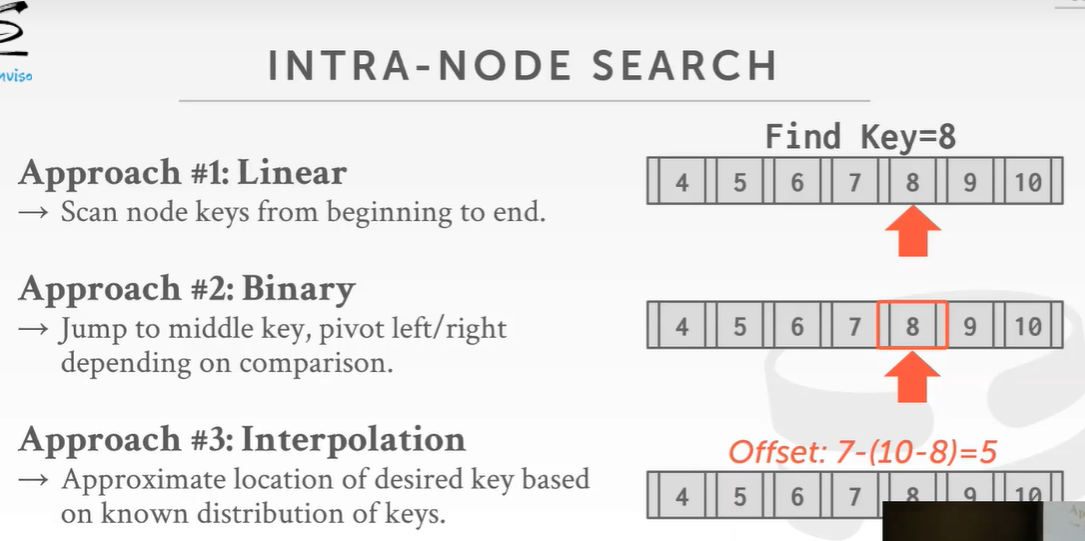 INTRA-NODE SEARCH
Find Key=8
Approach #1: Linear
4 5 6 7 8 9 10
→ Scan node keys from beginning to end.
Approach #2: Binary
→ Jump to middle key, pivot left/right
4 5 6 7 8 9 10
depending on comparison.
Approach #3: Interpolation
Offset: 7-(10-8)=5
→ Approximate location of desired key based
4 5 6 7 8 9 10
on known distribution of keys.